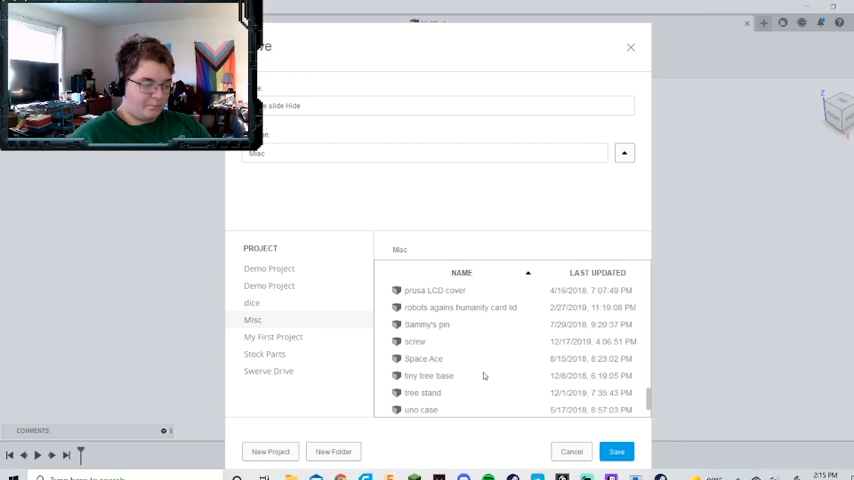 slide Hide
Misc
PROJECT
Demo Project
Demo Project
dice
Misc
My First Project
Stock Parts
Swerve Drive
Misc
NAME LAST UPDATED
prusa LCD cover 4/16/2018, 7:07:49 PM
robots agains humanity card lid 2/27/2019, 11:19:08 PM
Sammy's pin 7/29/2018, 9:20:37 PM
screw 12/17/2019, 4:06:51 PM
Space Ace 8/15/2018, 8:23:02 PM
tiny tree base 12/8/2018, 6:19:05 PM
tree stand 12/1/2019, 7:35:43 PM
uno case 5/17/2018, 8:57:03 PM
New Project New Folder Cancel Save
COMMENTS
Type here to search
2:15 PM